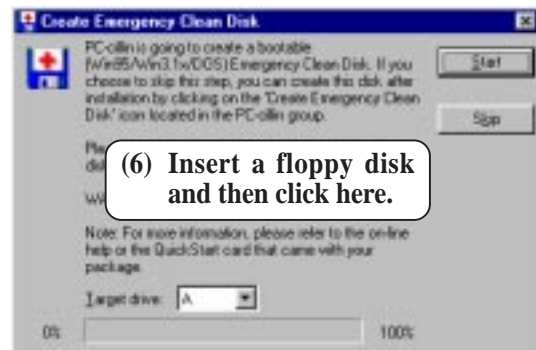 Create Emergency Clean Disk
PC-cillin is going to create a bootable
(Win95/Win3.1x/DOS) Emergency Clean Disk. If you
choose to skip this step, you can create this disk after
installation by clicking on the 'Create Emergency Clean
Disk' icon located in the PC-cillin group.
Start
Skip
(6) Insert a floppy disk
and then click here.
Note: For more information, please refer to the on-line
help or the QuickStart card that came with your
package.
Target drive: A
0% 100%